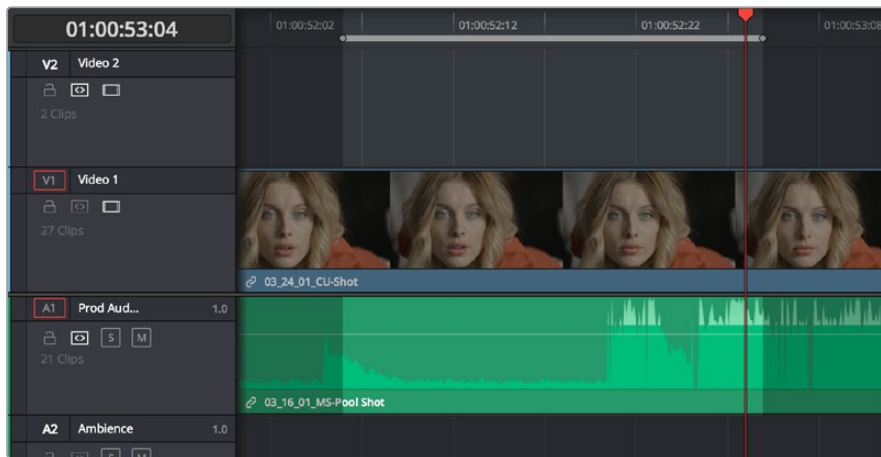 01:00:53:04
01:00:52:02
01:00:52:12
01:00:52:22
01:00:53:08
V2 Video 2
2 Clips
V1 Video 1
27 Clips
03_24_01_CU-Shot
A1 Prod Aud... 1.0
S M
21 Clips
03_16_01_MS-Pool Shot
A2 Ambience 1.0
S M